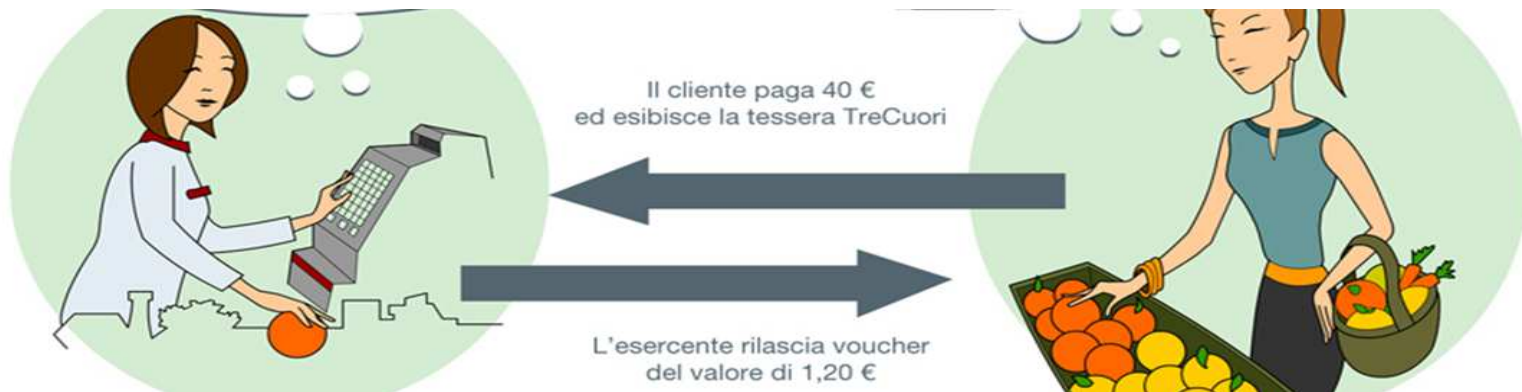 Il cliente paga 40 €
ed esibisce la tessera TreCuori
L'esercente rilascia voucher
del valore di 1,20 €